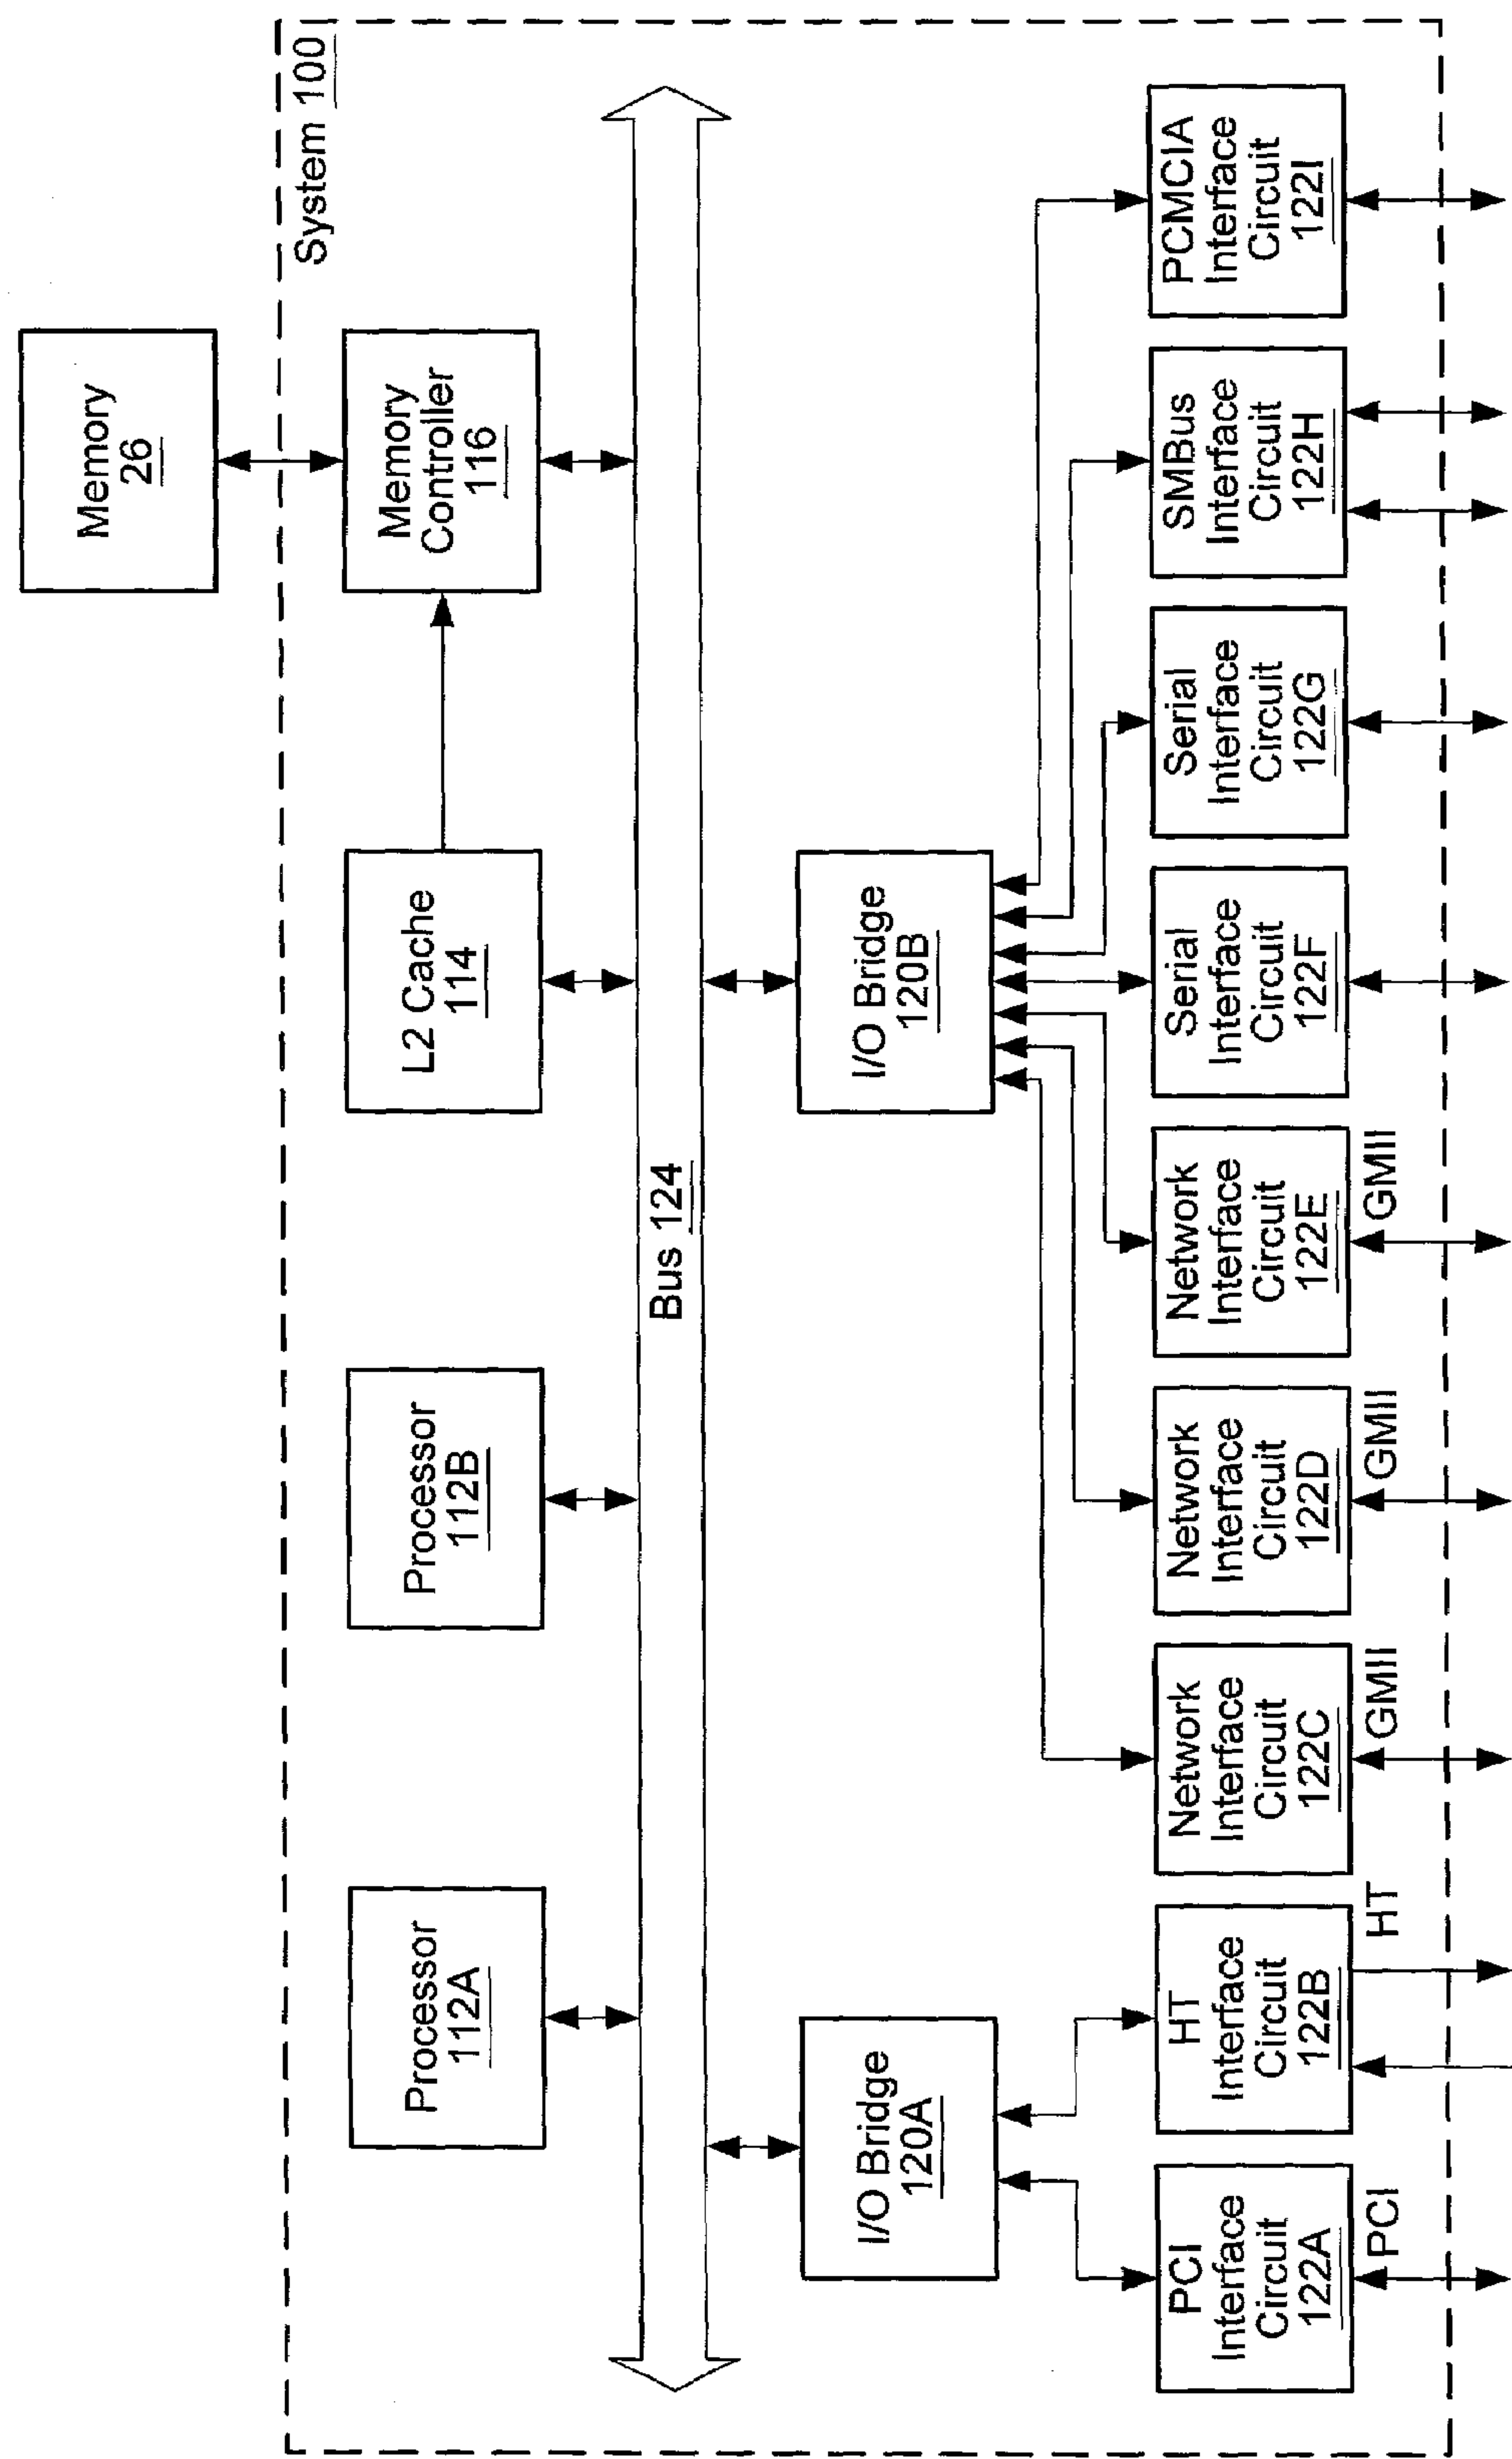 Memory
26
System 100
Processor
112A
Processor
112B
L2 Cache
114
Memory
Controller
116
Bus 124
I/O Bridge
120A
I/O Bridge
120B
PCI
Interface
Circuit
122A
HT
Interface
Circuit
122B
Network
Interface
Circuit
122C
Network
Interface
Circuit
122D
Network
Interface
Circuit
122E
Serial
Interface
Circuit
122F
Serial
Interface
Circuit
122G
SMBus
Interface
Circuit
122H
PCMCIA
Interface
Circuit
122I
PCI
HT
GMII
GMII
GMII